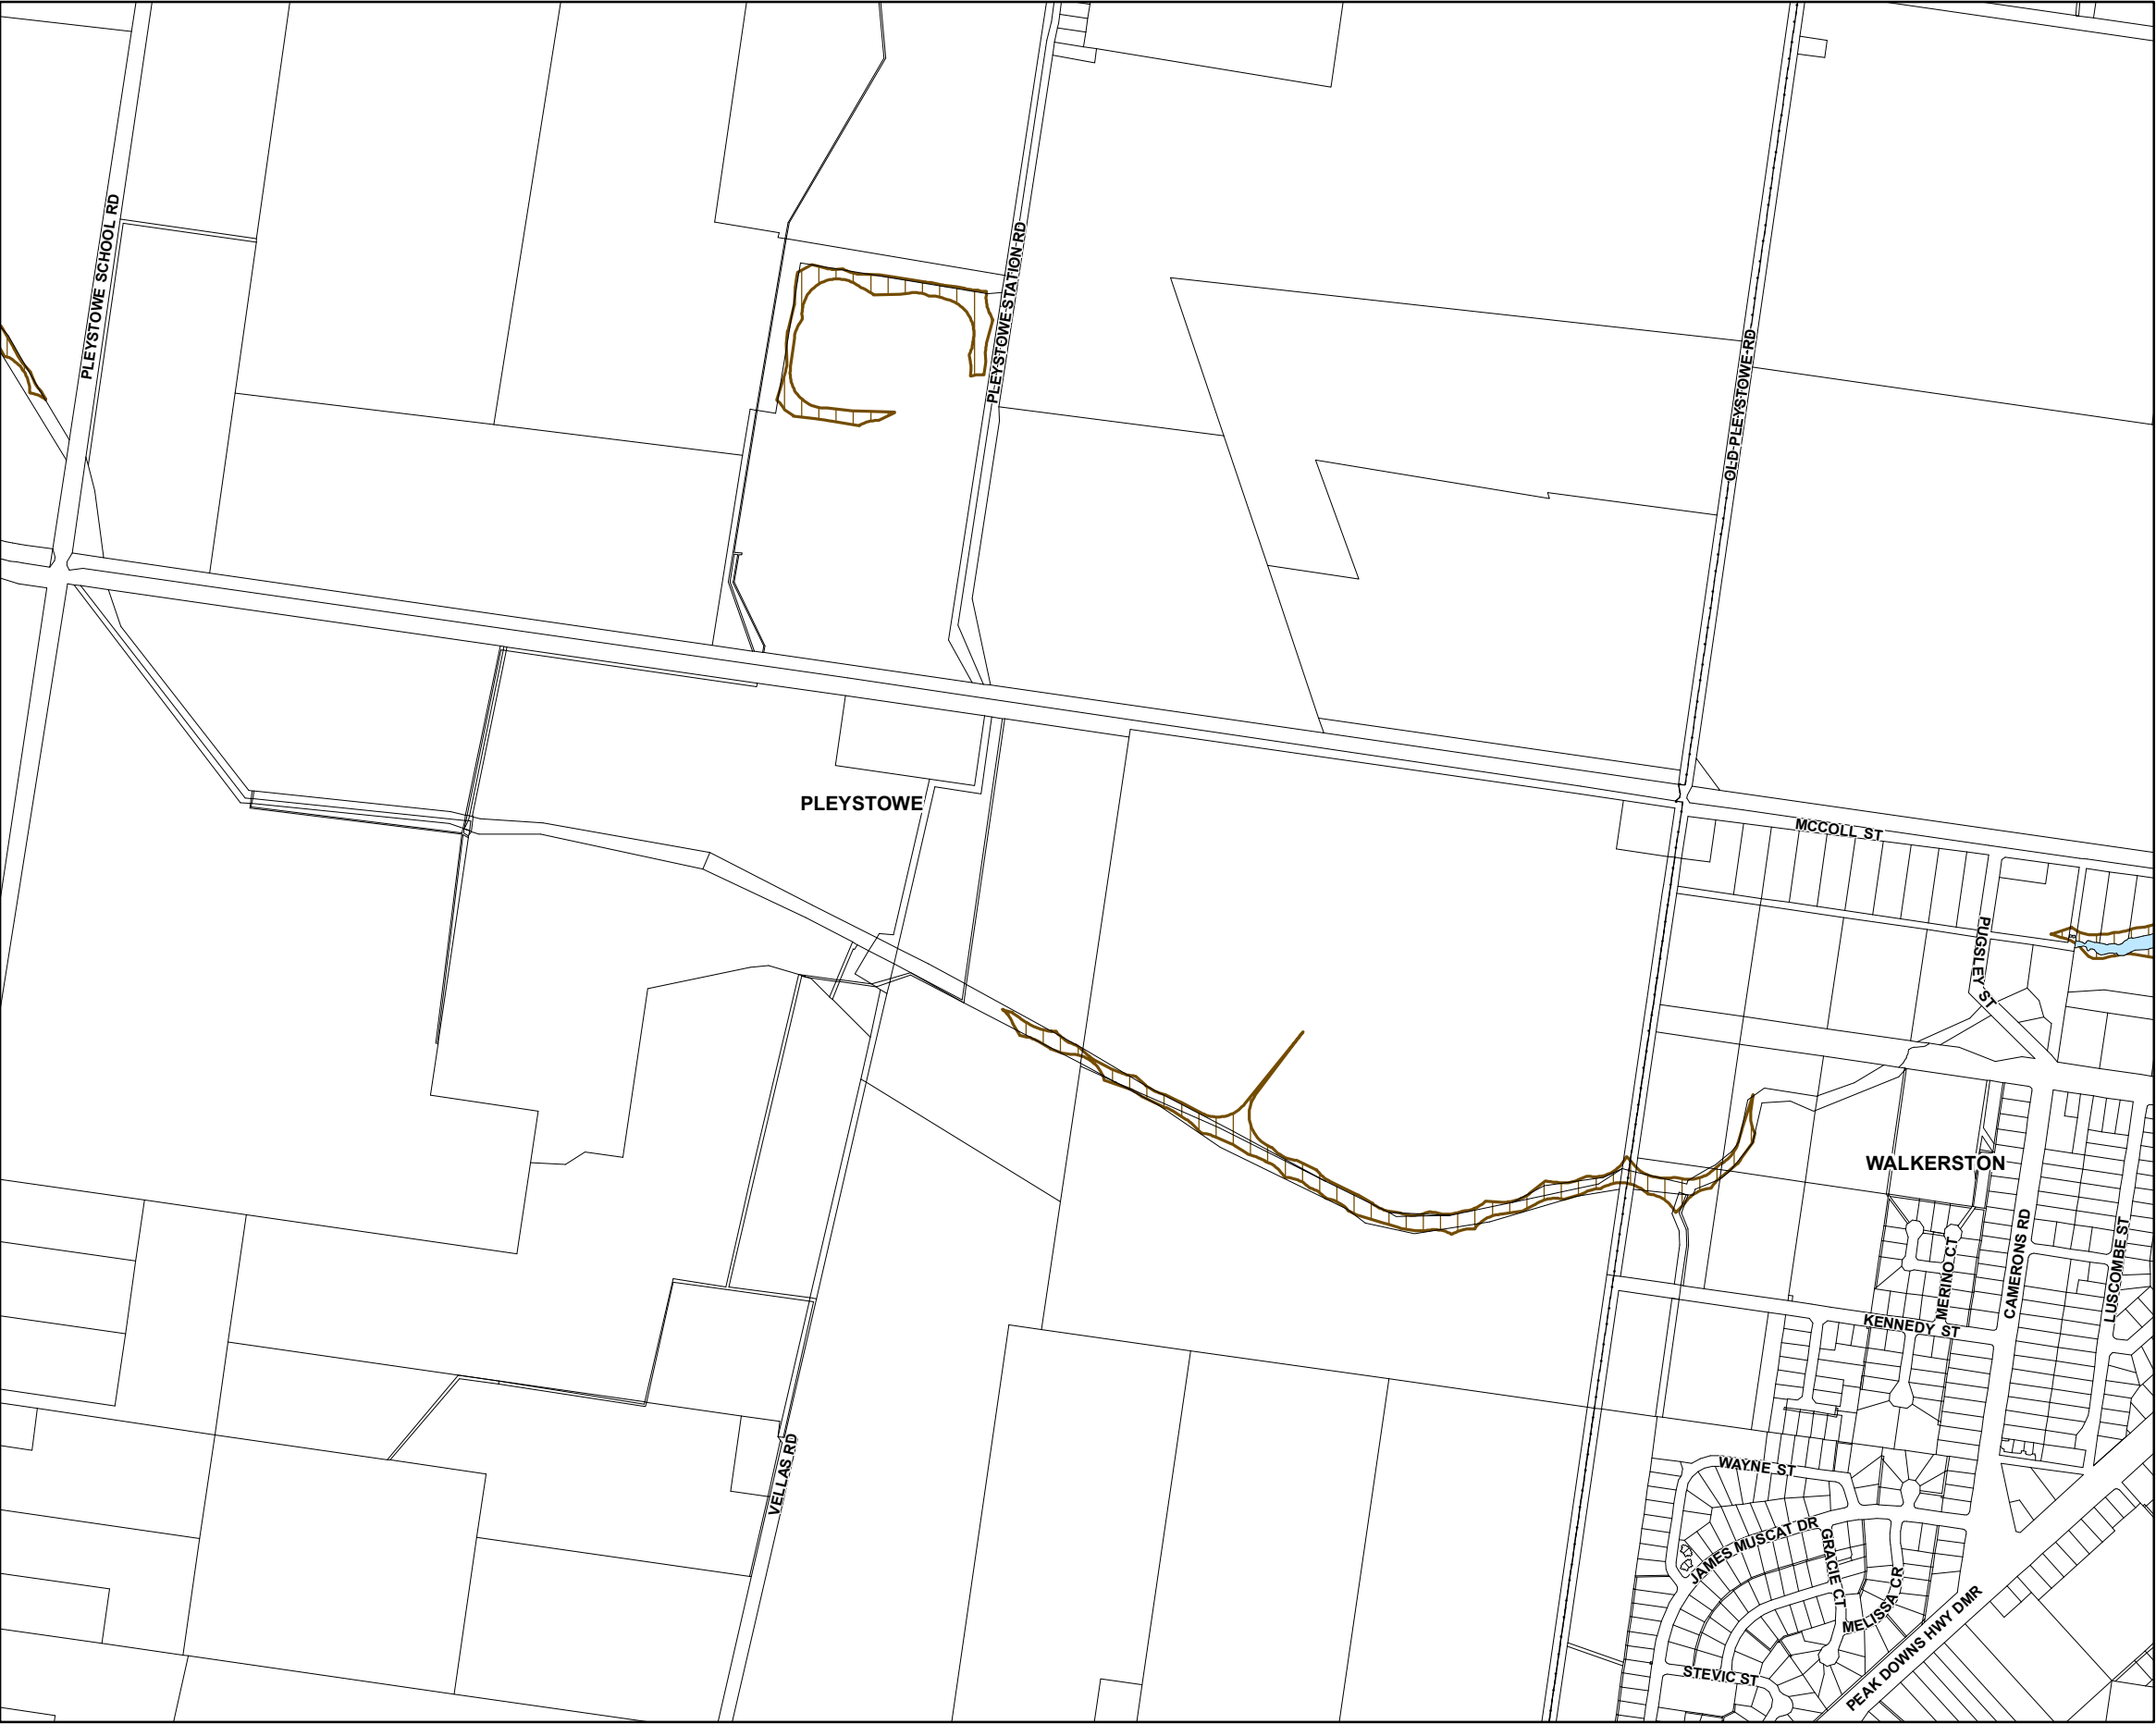 PLEYSTOWE SCHOOL RD
PLEYSTOWE STATION RD
OLD PLEYSTOWE RD
PLEYSTOWE
MCCOLL ST
PUGSLEY ST
WALKERSTON
CAMERONS RD
LUSCOMBE ST
MERINO CT
KENNEDY ST
VELLAS RD
WAYNE ST
JAMES MUSCAT DR
GRACIE CT
MELISSA CR
STEVIC ST
PEAK DOWNS HWY DMR